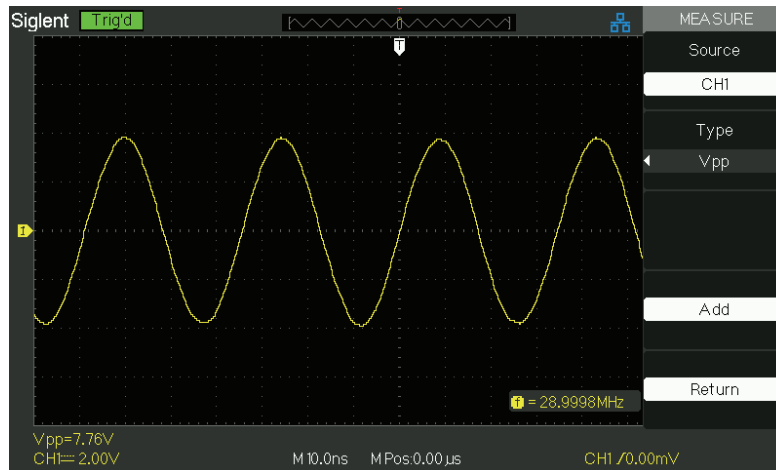 Siglent Trig'd MEASURE
T
Source
CH1
Type
Vpp
1
Add
f = 28.9998MHz
Return
Vpp=7.76V
CH1 2.00V M 10.0ns M Pos:0.00µs CH1 /0.00mV